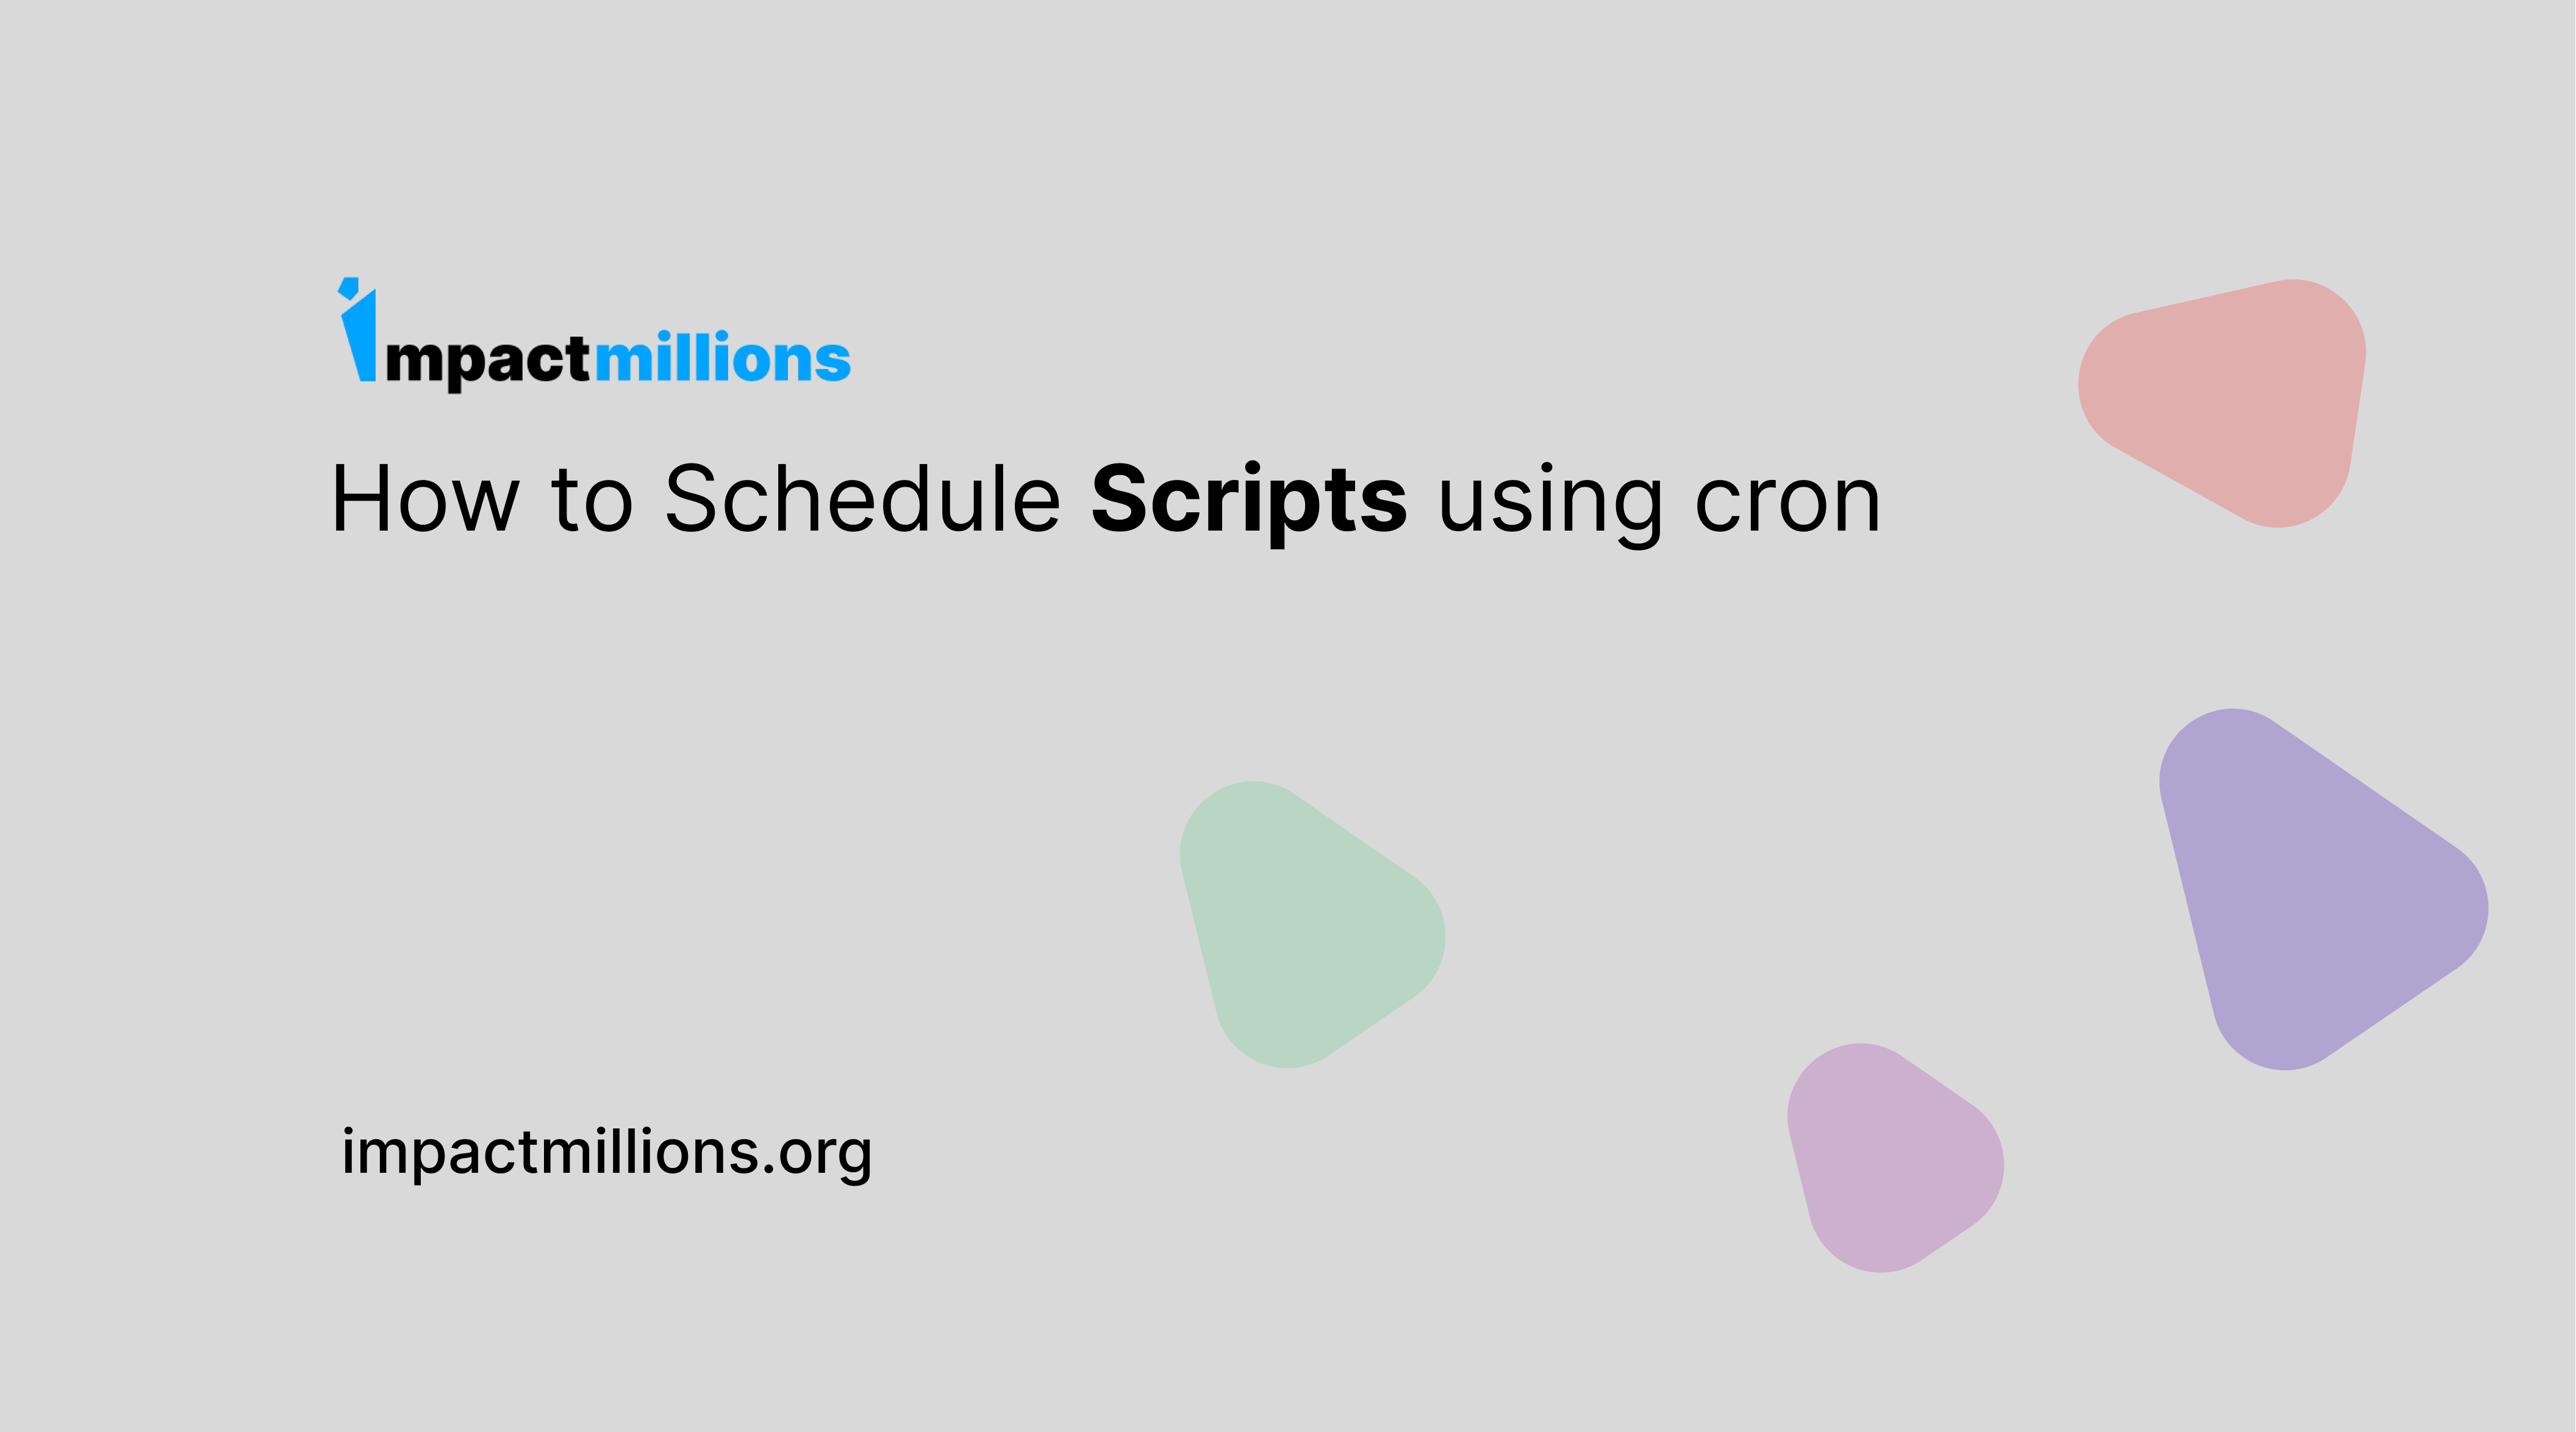 impactmillions
How to Schedule Scripts using cron
impactmillions.org